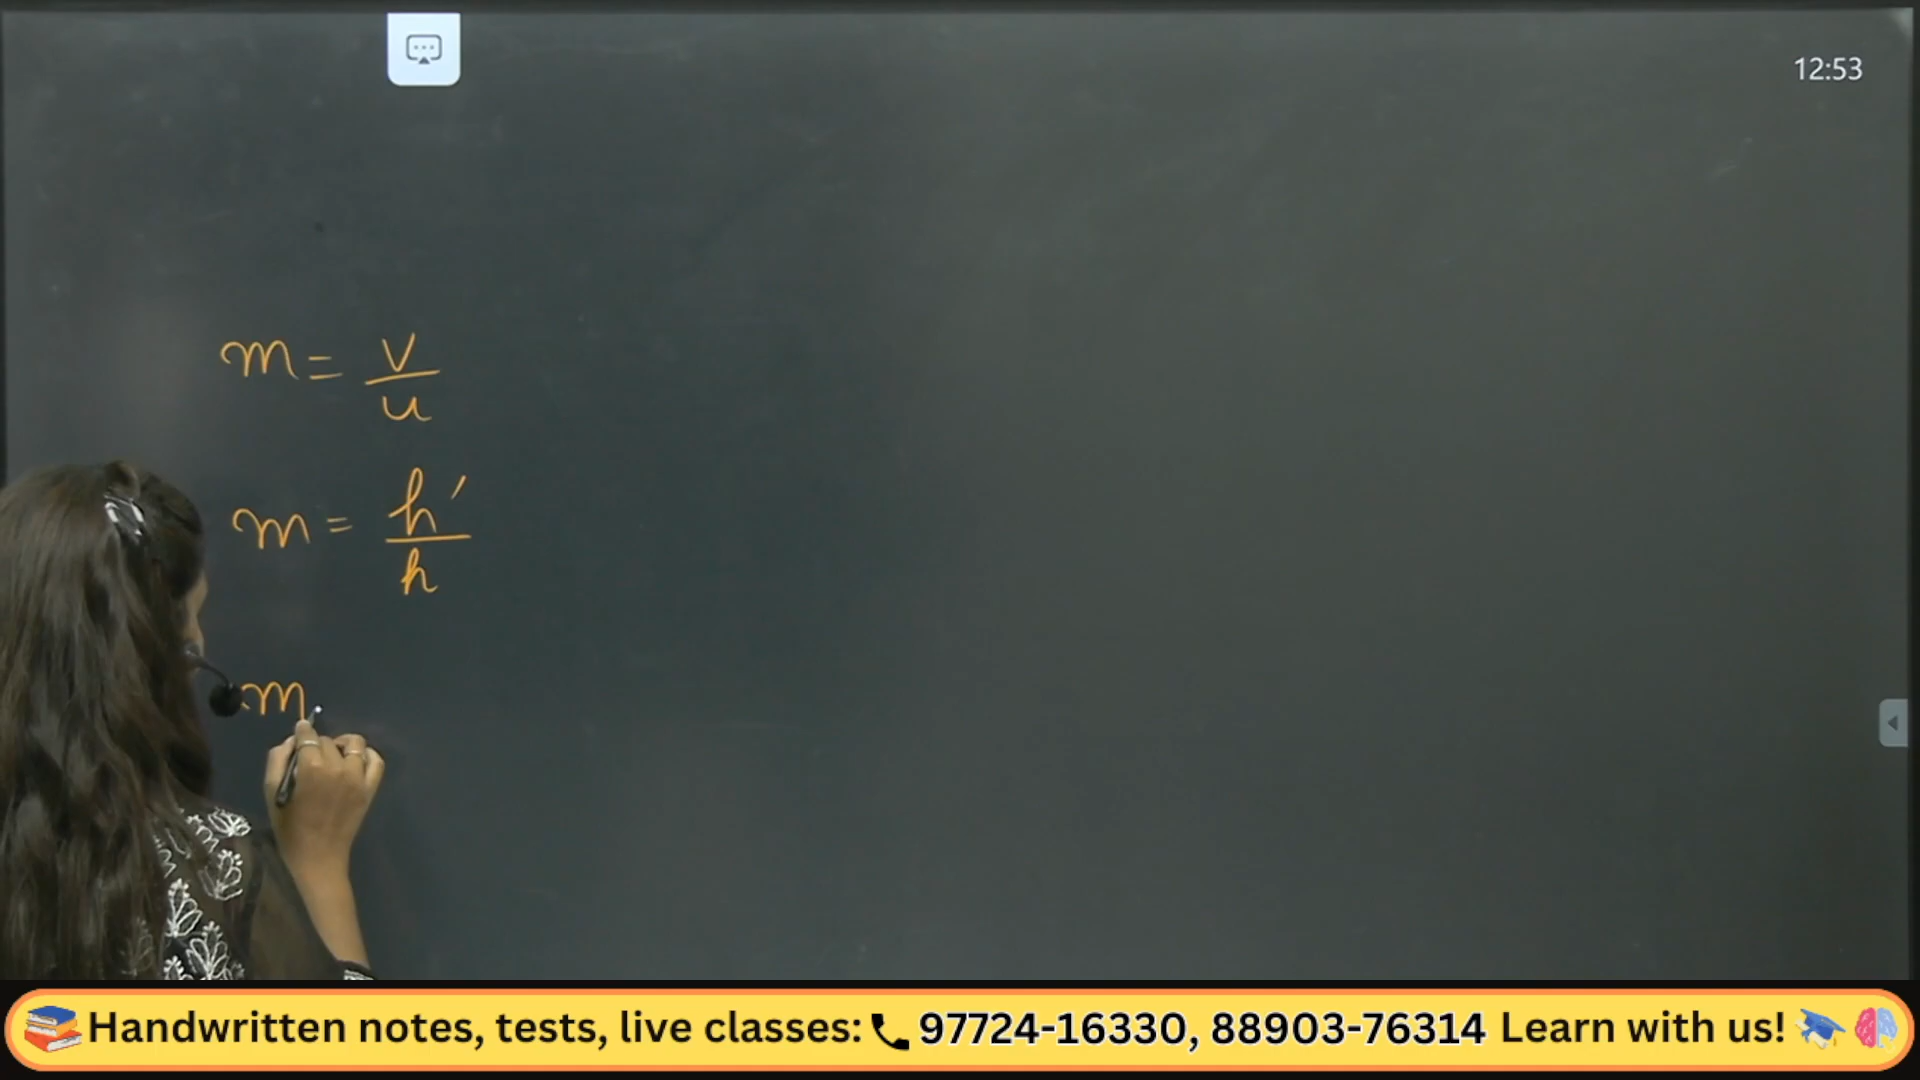 12:53
m = v/u
m = h'/h
m
Handwritten notes, tests, live classes: 97724-16330, 88903-76314 Learn with us!